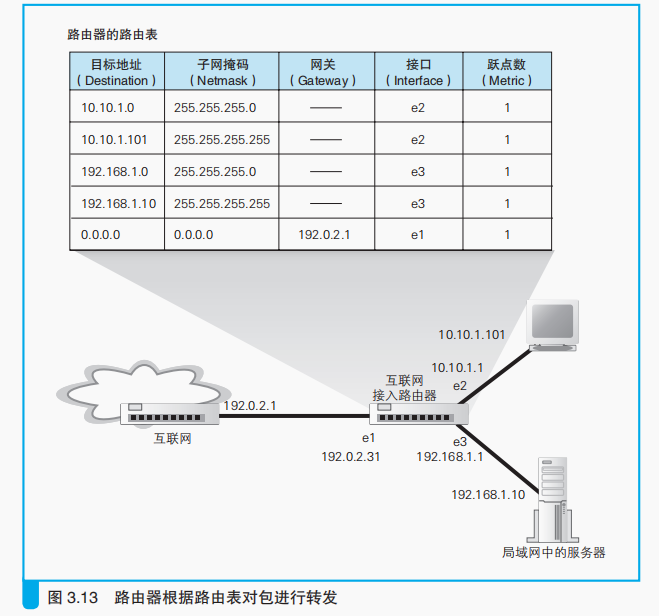 路由器的路由表
目标地址 子网掩码 网关 接口 跃点数
( Destination ) ( Netmask ) ( Gateway ) ( Interface ) ( Metric )
10.10.1.0 255.255.255.0 —— e2 1
10.10.1.101 255.255.255.255 —— e2 1
192.168.1.0 255.255.255.0 —— e3 1
192.168.1.10 255.255.255.255 —— e3 1
0.0.0.0 0.0.0.0 192.0.2.1 e1 1
10.10.1.101
10.10.1.1
e2
互联网
接入路由器
192.0.2.1
互联网
e1
192.0.2.31
e3
192.168.1.1
192.168.1.10
局域网中的服务器
图 3.13 路由器根据路由表对包进行转发